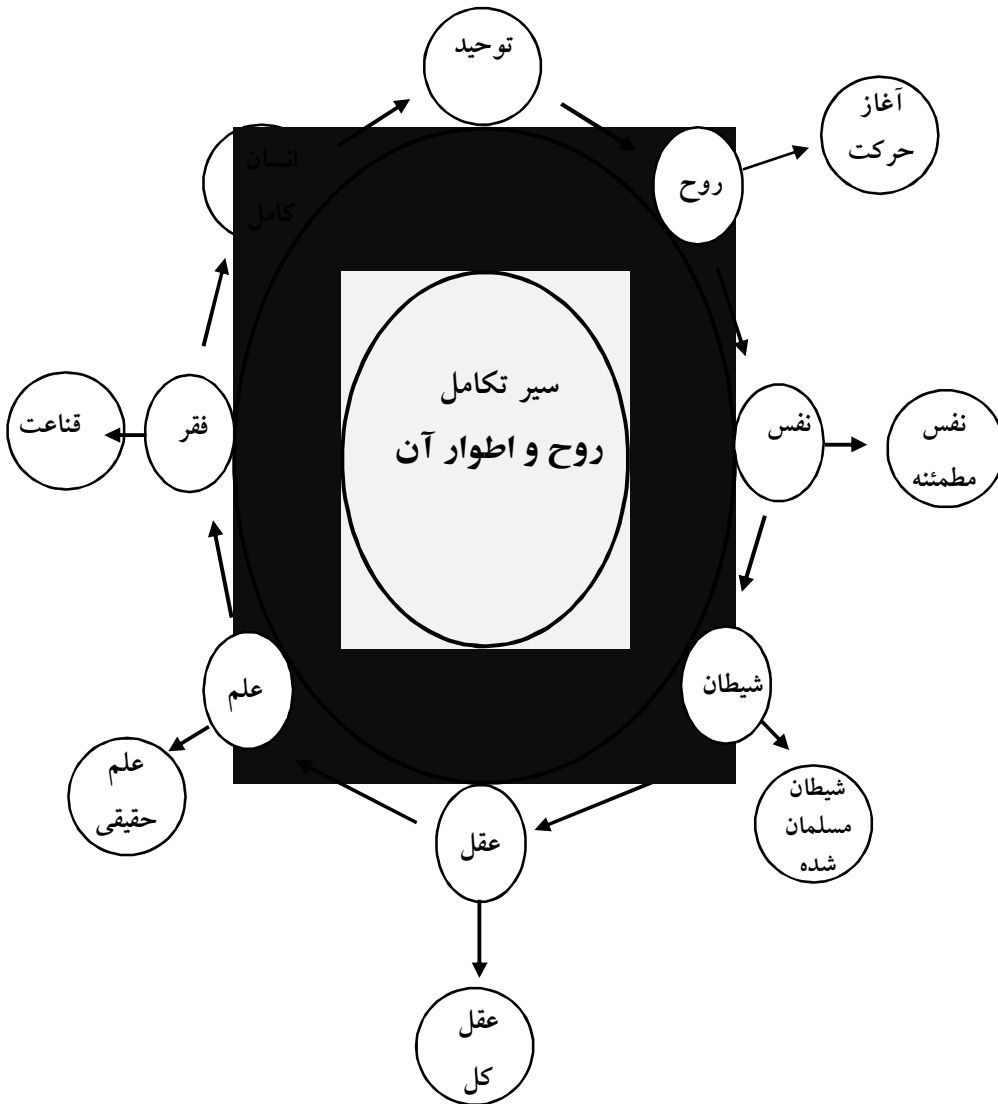 توحید
آغاز
حرکت
روح
انسان
کامل
سیر تکامل
روح و اطوار آن
نفس
نفس
مطمئنه
فقر
قناعت
شیطان
شیطان
مسلمان
شده
علم
علم
حقیقی
عقل
عقل
کل